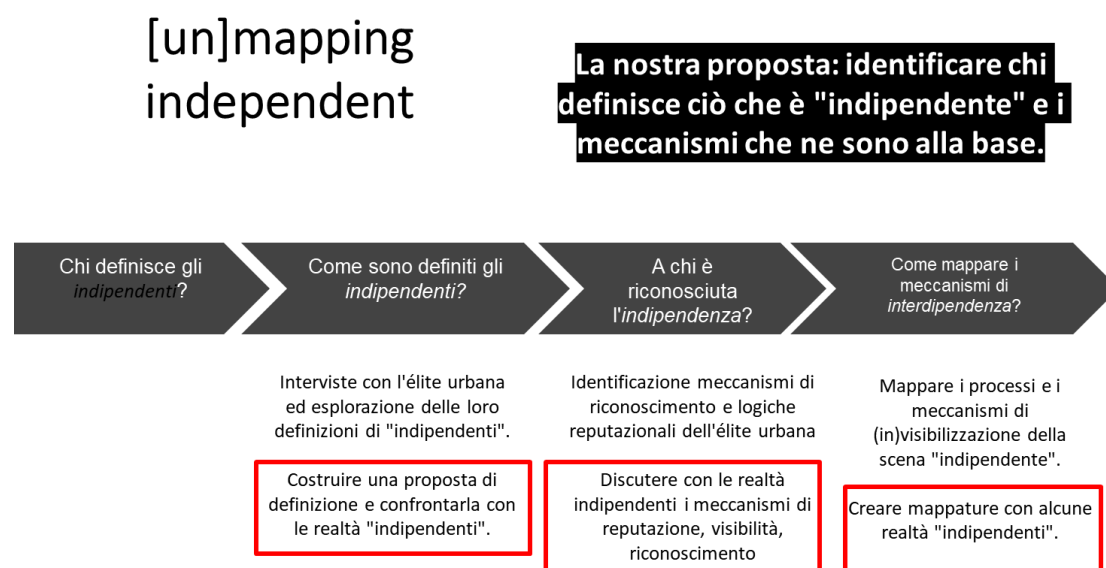 [un]mapping
independent
La nostra proposta: identificare chi
definisce ciò che è "indipendente" e i
meccanismi che ne sono alla base.
Chi definisce gli
indipendenti?
Come sono definiti gli
indipendenti?
A chi è
riconosciuta
l'indipendenza?
Come mappare i
meccanismi di
interdipendenza?
Interviste con l'élite urbana
ed esplorazione delle loro
definizioni di "indipendenti".
Costruire una proposta di
definizione e confrontarla con
le realtà "indipendenti".
Identificazione meccanismi di
riconoscimento e logiche
reputazionali dell'élite urbana
Discutere con le realtà
indipendenti i meccanismi di
reputazione, visibilità,
riconoscimento
Mappare i processi e i
meccanismi di
(in)visibilizzazione della
scena "indipendente".
Creare mappature con alcune
realtà "indipendenti".